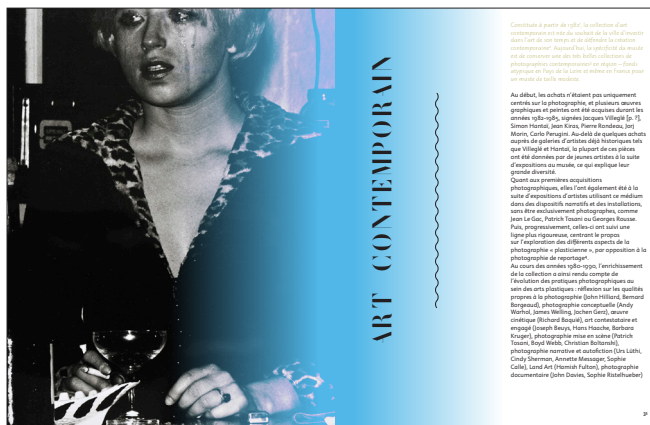 ART CONTEMPORAIN
Constituée à partir de 1982, la collection d'art
contemporain est née du souhait de la ville d'investir
dans l'art de son temps et de défendre la création
contemporaine. Aujourd'hui, la spécificité du musée
est de conserver une des très belles collections de
photographies contemporaines en région – fonds
atypique en Pays de la Loire et même en France pour
un musée de taille modeste.
Au début, les achats n'étaient pas uniquement
centrés sur la photographie, et plusieurs œuvres
graphiques et peintes ont été acquises durant les
années 1982-1985, signées Jacques Villeglé [p. ?],
Simon Hantaï, Jean Kiras, Pierre Rondeau, Jorj
Morin, Carlo Perugini. Au-delà de quelques achats
auprès de galeries d'artistes déjà historiques tels
que Villeglé et Hantaï, la plupart de ces pièces
ont été données par de jeunes artistes à la suite
d'expositions au musée, ce qui explique leur
grande diversité.
Quant aux premières acquisitions
photographiques, elles l'ont également été à la
suite d'expositions d'artistes utilisant ce médium
dans des dispositifs narratifs et des installations,
sans être exclusivement photographes, comme
Jean Le Gac, Patrick Tosani ou Georges Rousse.
Puis, progressivement, celles-ci ont suivi une
ligne plus rigoureuse, centrant le propos
sur l'exploration des différents aspects de la
photographie « plasticienne », par opposition à la
photographie de reportage.
Au cours des années 1980-1990, l'enrichissement
de la collection a ainsi rendu compte de
l'évolution des pratiques photographiques au
sein des arts plastiques : réflexion sur les qualités
propres à la photographie (John Hilliard, Bernard
Borgeaud), photographie conceptuelle (Andy
Warhol, James Welling, Jochen Gerz), œuvre
cinétique (Richard Baquié), art contestataire et
engagé (Joseph Beuys, Hans Haacke, Barbara
Kruger), photographie mise en scène (Patrick
Tosani, Boyd Webb, Christian Boltanski),
photographie narrative et autofiction (Urs Lüthi,
Cindy Sherman, Annette Messager, Sophie
Calle), Land Art (Hamish Fulton), photographie
documentaire (John Davies, Sophie Ristelhueber)